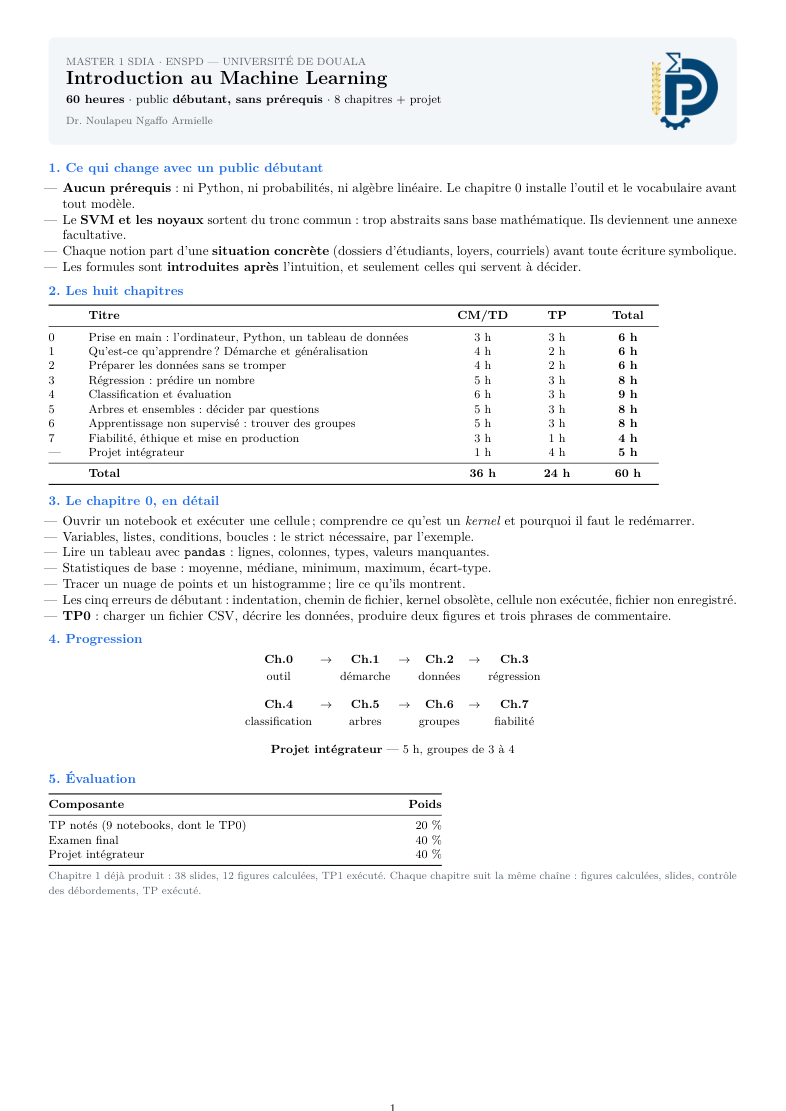 MASTER 1 SDIA · ENSPD — UNIVERSITÉ DE DOUALA
Introduction au Machine Learning
60 heures · public débutant, sans prérequis · 8 chapitres + projet
Dr. Noulapeu Ngaffo Armielle
1. Ce qui change avec un public débutant
— Aucun prérequis : ni Python, ni probabilités, ni algèbre linéaire. Le chapitre 0 installe l'outil et le vocabulaire avant
tout modèle.
— Le SVM et les noyaux sortent du tronc commun : trop abstraits sans base mathématique. Ils deviennent une annexe
facultative.
— Chaque notion part d'une situation concrète (dossiers d'étudiants, loyers, courriels) avant toute écriture symbolique.
— Les formules sont introduites après l'intuition, et seulement celles qui servent à décider.
2. Les huit chapitres
Titre CM/TD TP Total
0 Prise en main : l'ordinateur, Python, un tableau de données 3 h 3 h 6 h
1 Qu'est-ce qu'apprendre ? Démarche et généralisation 4 h 2 h 6 h
2 Préparer les données sans se tromper 4 h 2 h 6 h
3 Régression : prédire un nombre 5 h 3 h 8 h
4 Classification et évaluation 6 h 3 h 9 h
5 Arbres et ensembles : décider par questions 5 h 3 h 8 h
6 Apprentissage non supervisé : trouver des groupes 5 h 3 h 8 h
7 Fiabilité, éthique et mise en production 3 h 1 h 4 h
— Projet intégrateur 1 h 4 h 5 h
Total 36 h 24 h 60 h
3. Le chapitre 0, en détail
— Ouvrir un notebook et exécuter une cellule ; comprendre ce qu'est un kernel et pourquoi il faut le redémarrer.
— Variables, listes, conditions, boucles : le strict nécessaire, par l'exemple.
— Lire un tableau avec pandas : lignes, colonnes, types, valeurs manquantes.
— Statistiques de base : moyenne, médiane, minimum, maximum, écart-type.
— Tracer un nuage de points et un histogramme ; lire ce qu'ils montrent.
— Les cinq erreurs de débutant : indentation, chemin de fichier, kernel obsolète, cellule non exécutée, fichier non enregistré.
— TP0 : charger un fichier CSV, décrire les données, produire deux figures et trois phrases de commentaire.
4. Progression
Ch.0 → Ch.1 → Ch.2 → Ch.3
outil démarche données régression
Ch.4 → Ch.5 → Ch.6 → Ch.7
classification arbres groupes fiabilité
Projet intégrateur — 5 h, groupes de 3 à 4
5. Évaluation
Composante Poids
TP notés (9 notebooks, dont le TP0) 20 %
Examen final 40 %
Projet intégrateur 40 %
Chapitre 1 déjà produit : 38 slides, 12 figures calculées, TP1 exécuté. Chaque chapitre suit la même chaîne : figures calculées, slides, contrôle
des débordements, TP exécuté.
1